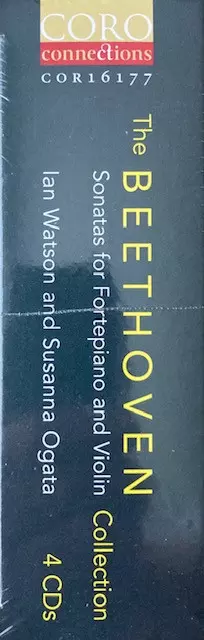 CORO
connections
COR16177
The BEETHOVEN Collection
Sonatas for Fortepiano and Violin
Ian Watson and Susanna Ogata 4 CDs